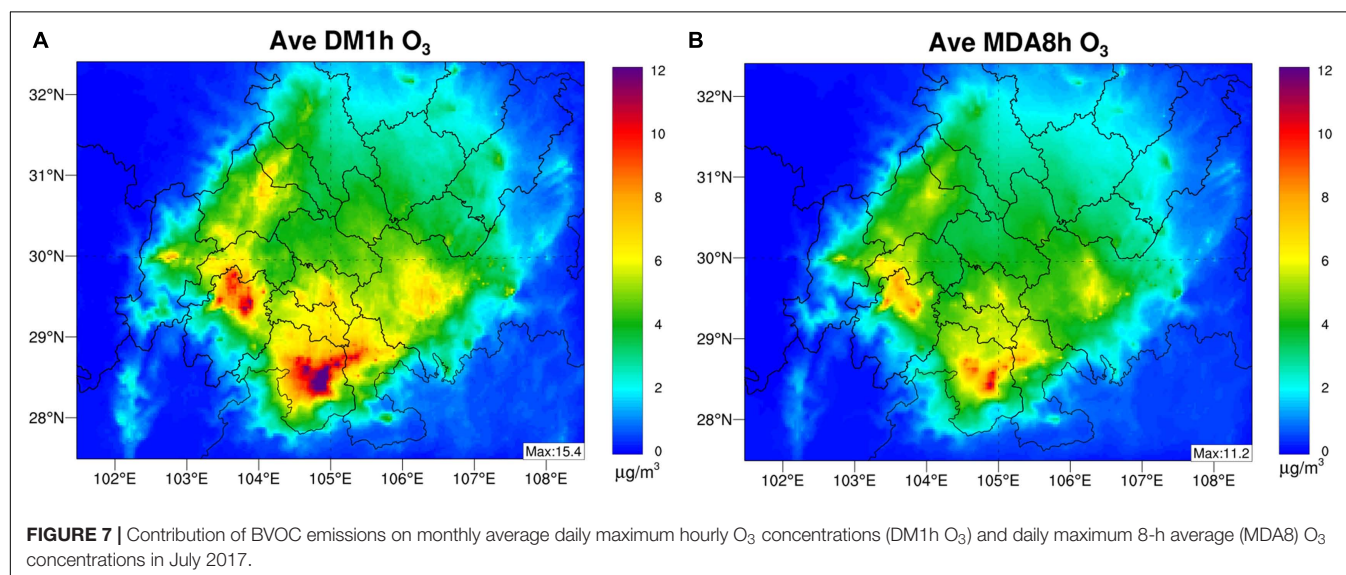 A
Ave DM1h O₃
32°N
31°N
30°N
29°N
28°N
102°E 103°E 104°E 105°E 106°E 107°E 108°E
Max:15.4
12
10
8
6
4
2
0
µg/m³
B
Ave MDA8h O₃
32°N
31°N
30°N
29°N
28°N
102°E 103°E 104°E 105°E 106°E 107°E 108°E
Max:11.2
12
10
8
6
4
2
0
µg/m³
FIGURE 7 | Contribution of BVOC emissions on monthly average daily maximum hourly O₃ concentrations (DM1h O₃) and daily maximum 8-h average (MDA8) O₃
concentrations in July 2017.